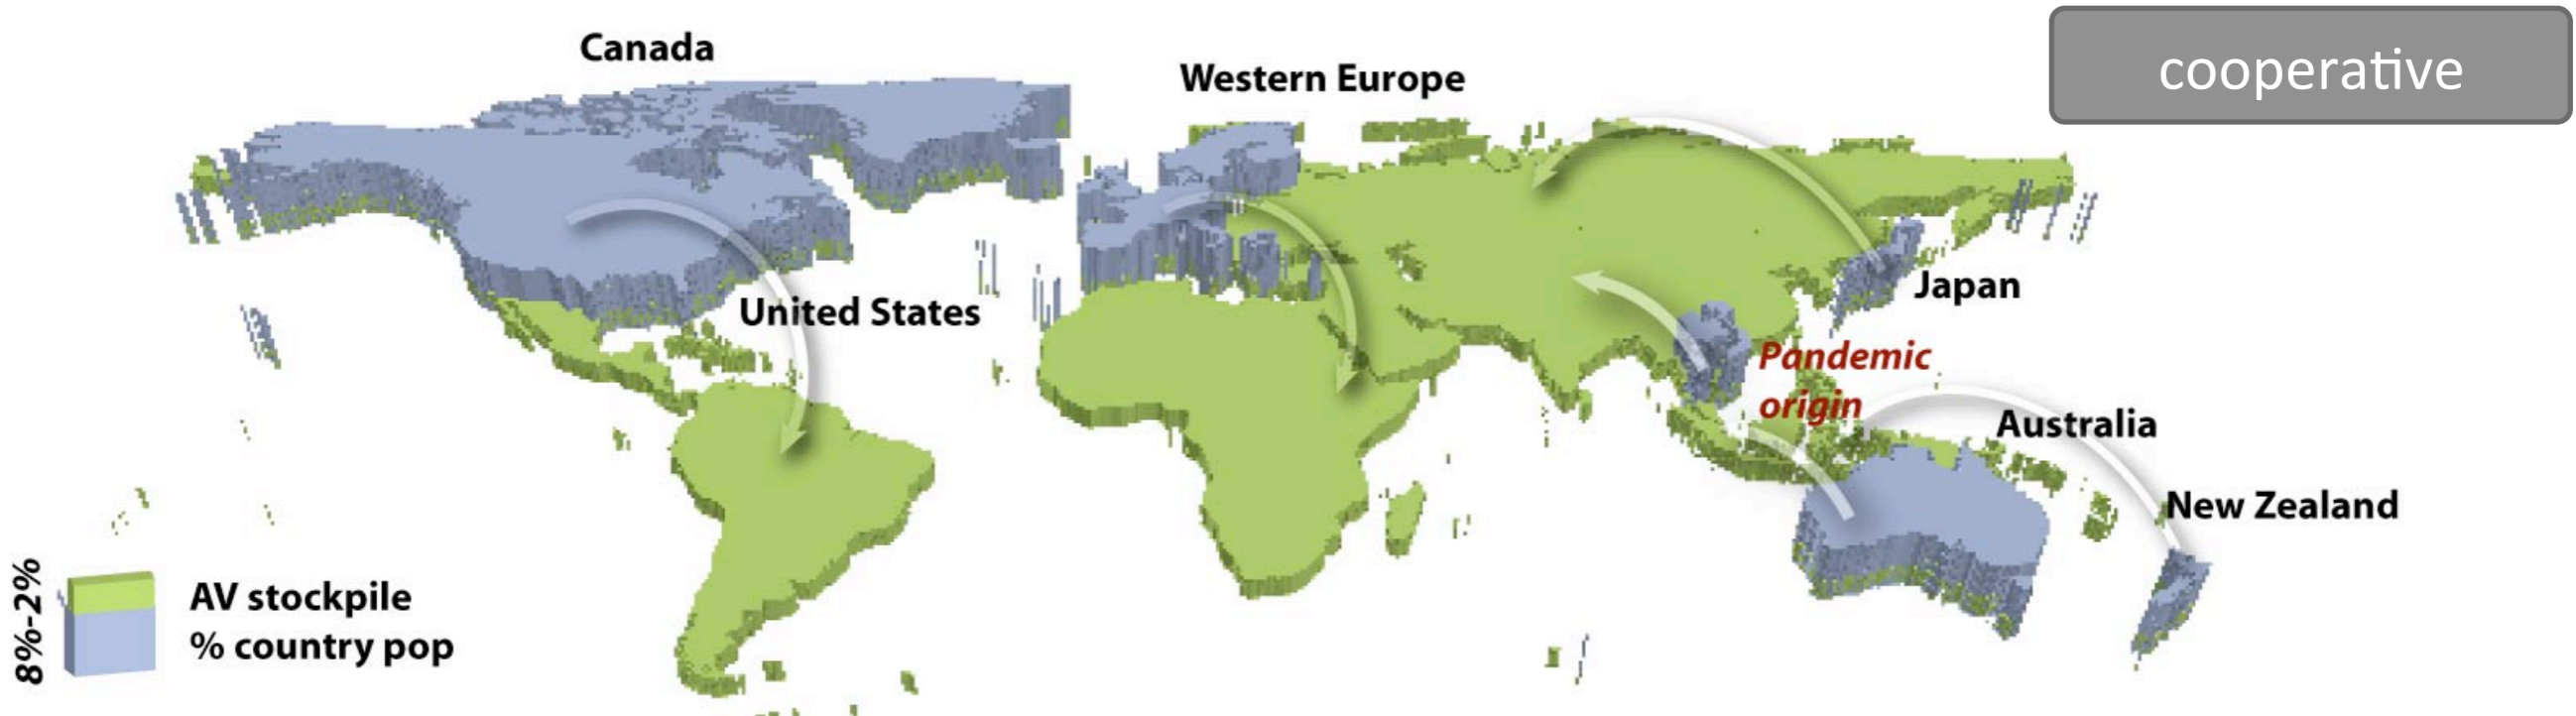 cooperative
Canada
Western Europe
United States
Japan
Pandemic
origin
Australia
New Zealand
8%-2%
AV stockpile
% country pop